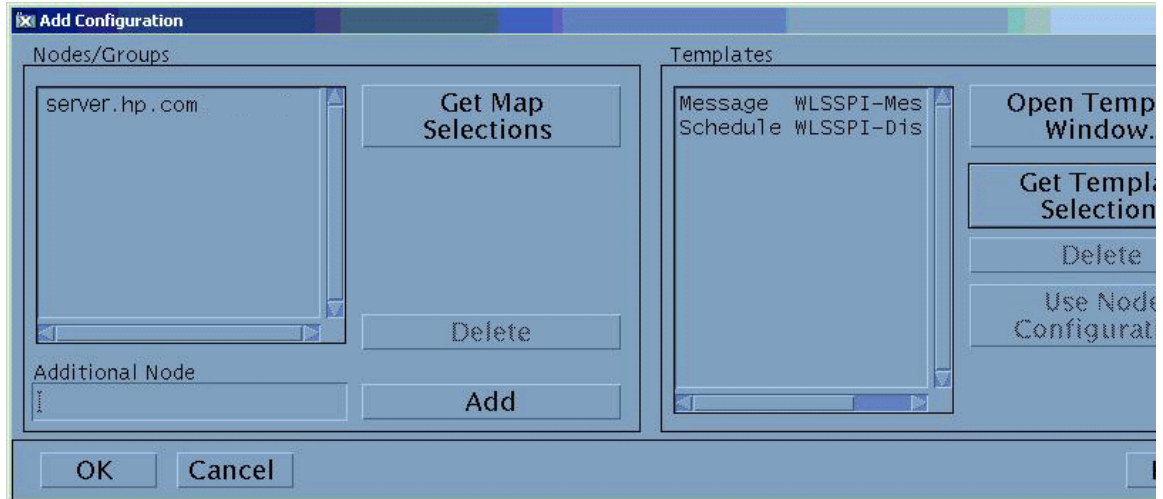 Add Configuration
Nodes/Groups
server.hp.com
Get Map
Selections
Delete
Additional Node
Add
Templates
Message WLSSPI-Mes
Schedule WLSSPI-Dis
Open Temp
Window.
Get Templa
Selection
Delete
Use Node
Configurat
OK
Cancel